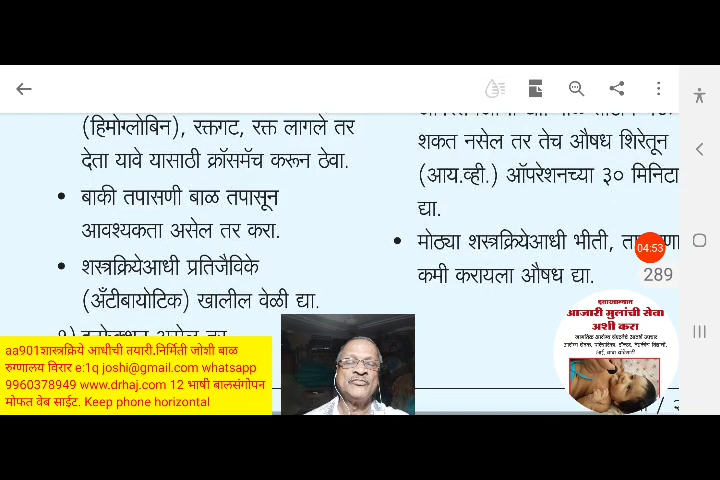 (हिमोग्लोबिन), रक्तगट, रक्त लागले तर
देता यावे यासाठी क्रॉसमॅच करून ठेवा.
• बाकी तपासणी बाळ तपासून
आवश्यकता असेल तर करा.
• शस्त्रक्रियेआधी प्रतिजैविके
(अँटीबायोटिक) खालील वेळी द्या.
शकत नसेल तर तेच औषध शिरेतून
(आय.व्ही.) ऑपरेशनच्या ३० मिनिटा
द्या.
• मोठ्या शस्त्रक्रियेआधी भीती,
कमी करायला औषध द्या.
04:53
289
aa901शास्त्रक्रिये आधीची तयारी.निर्मिती जोशी बाळ
रुग्णालय विरार e:1q joshi@gmail.com whatsapp
9960378949 www.drhaj.com 12 भाषी बालसंगोपन
मोफत वेब साईट. Keep phone horizontal
आजारी मुलांची सेवा
अशी करा